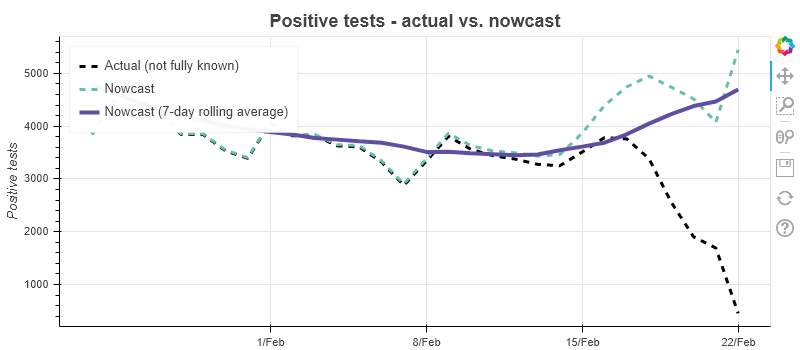 Positive tests - actual vs. nowcast
Actual (not fully known)
Nowcast
Nowcast (7-day rolling average)
Positive tests
5000
4000
3000
2000
1000
1/Feb
8/Feb
15/Feb
22/Feb